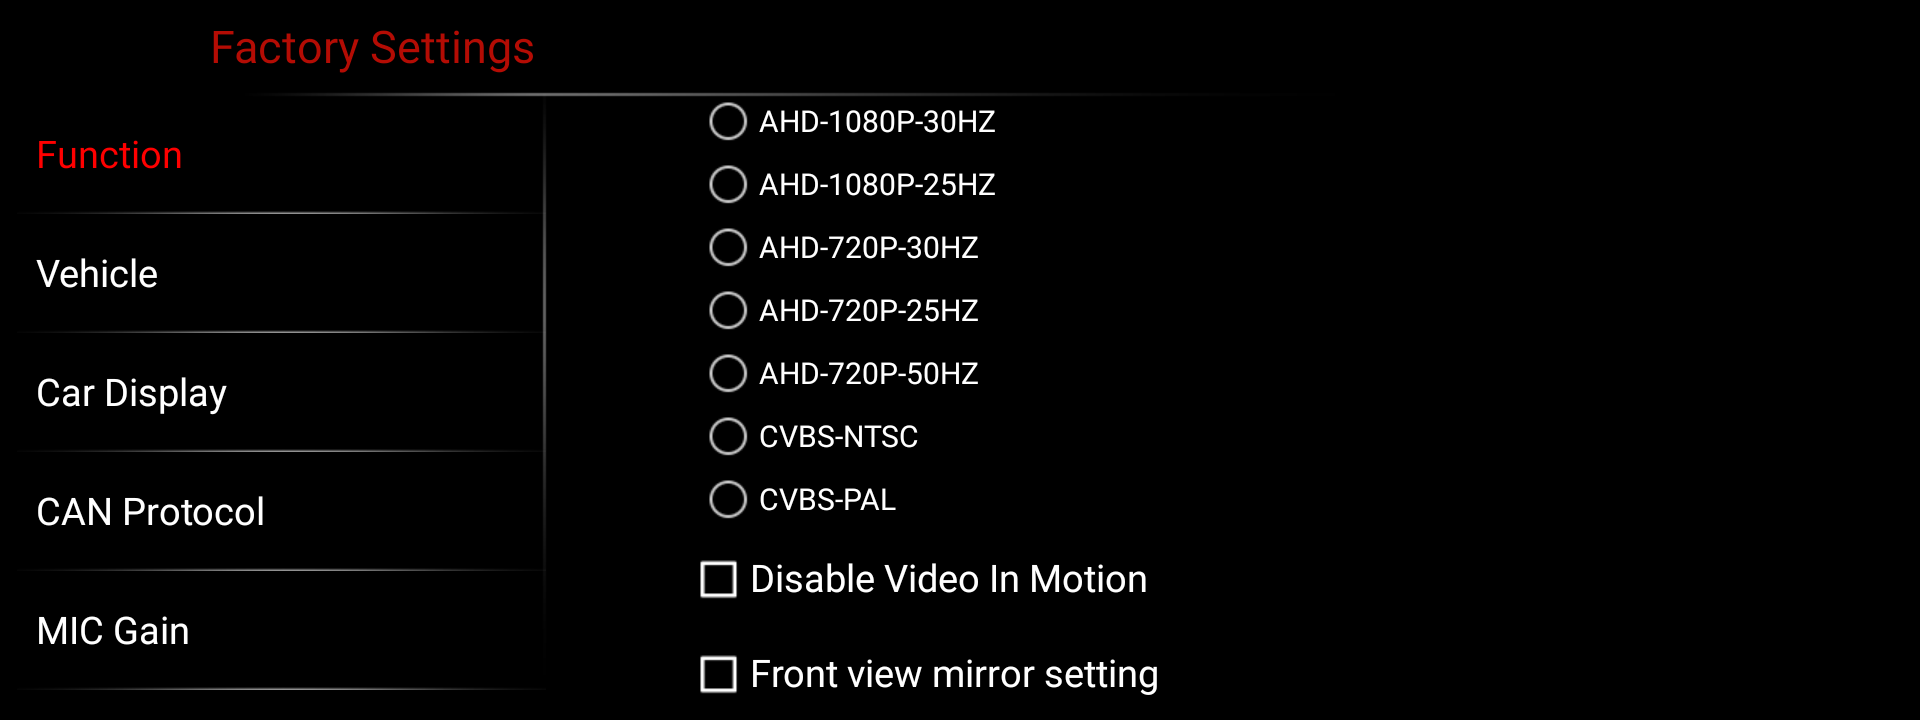 Factory Settings
Function
Vehicle
Car Display
CAN Protocol
MIC Gain
AHD-1080P-30HZ
AHD-1080P-25HZ
AHD-720P-30HZ
AHD-720P-25HZ
AHD-720P-50HZ
CVBS-NTSC
CVBS-PAL
Disable Video In Motion
Front view mirror setting